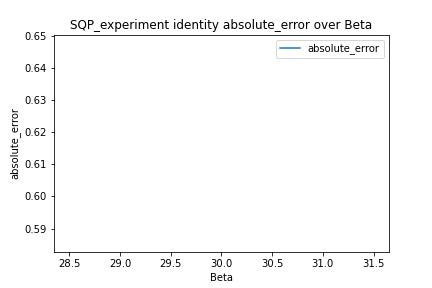 SQP_experiment identity absolute_error over Beta
absolute_error
0.65
0.64
0.63
0.62
0.61
0.60
0.59
absolute_error
28.5 29.0 29.5 30.0 30.5 31.0 31.5
Beta